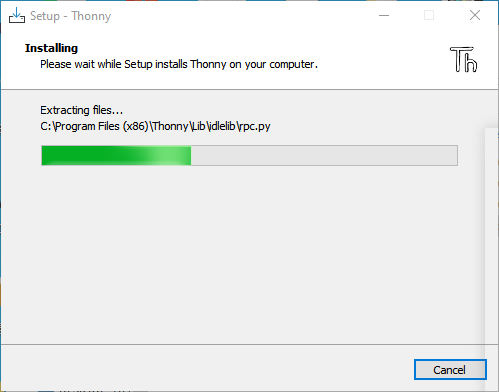 Setup - Thonny
Installing
Please wait while Setup installs Thonny on your computer.
Th
Extracting files...
C:\Program Files (x86)\Thonny\Lib\idlelib\rpc.py
Cancel